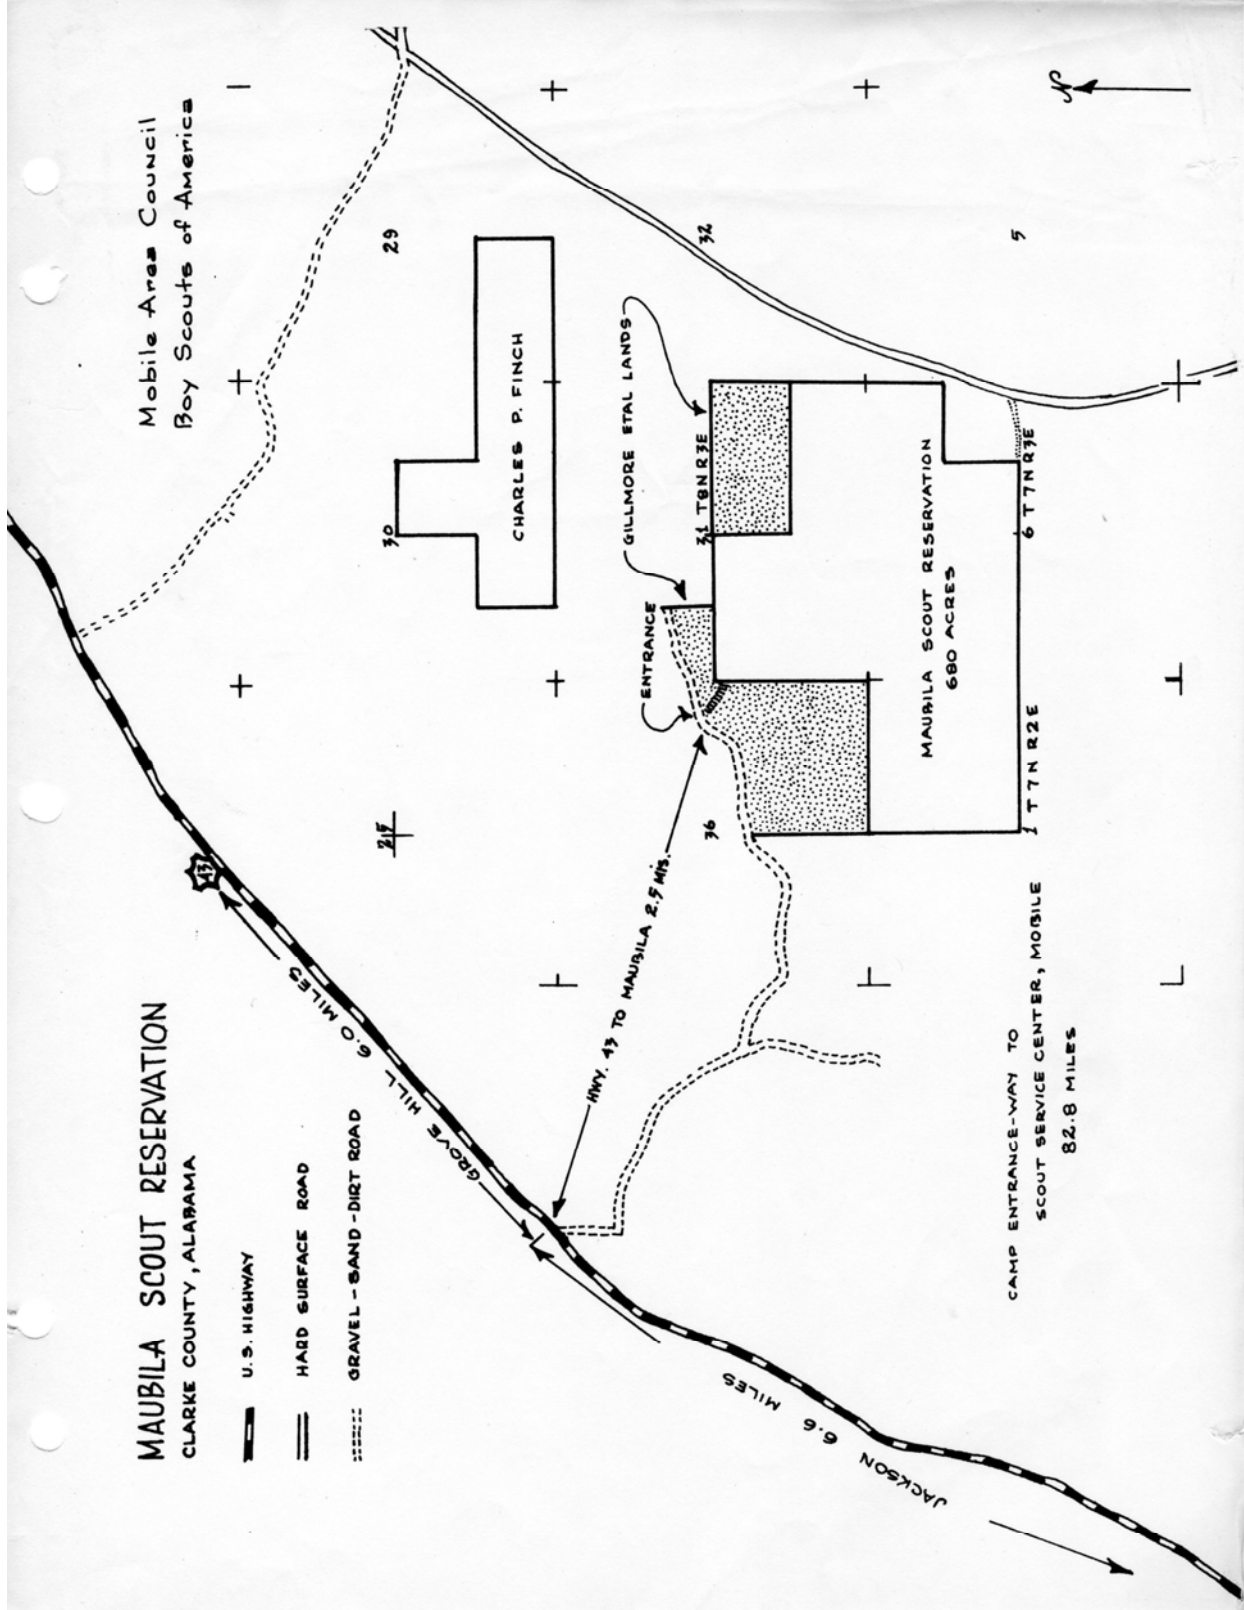 MAUBILA SCOUT RESERVATION
CLARKE COUNTY, ALABAMA
U.S. HIGHWAY
HARD SURFACE ROAD
GRAVEL-SAND-DIRT ROAD
Mobile Area Council
Boy Scouts of America
43
GROVE HILL 6.0 MILES
JACKSON 6.6 MILES
HWY. 43 TO MAUBILA 2.5 MIS.
25
30
29
CHARLES P. FINCH
ENTRANCE
GILLMORE ETAL LANDS
36
31 T8N R3E
32
MAUBILA SCOUT RESERVATION
680 ACRES
1 T7N R2E
6 T7N R3E
5
N
CAMP ENTRANCE-WAY TO
SCOUT SERVICE CENTER, MOBILE
82.8 MILES